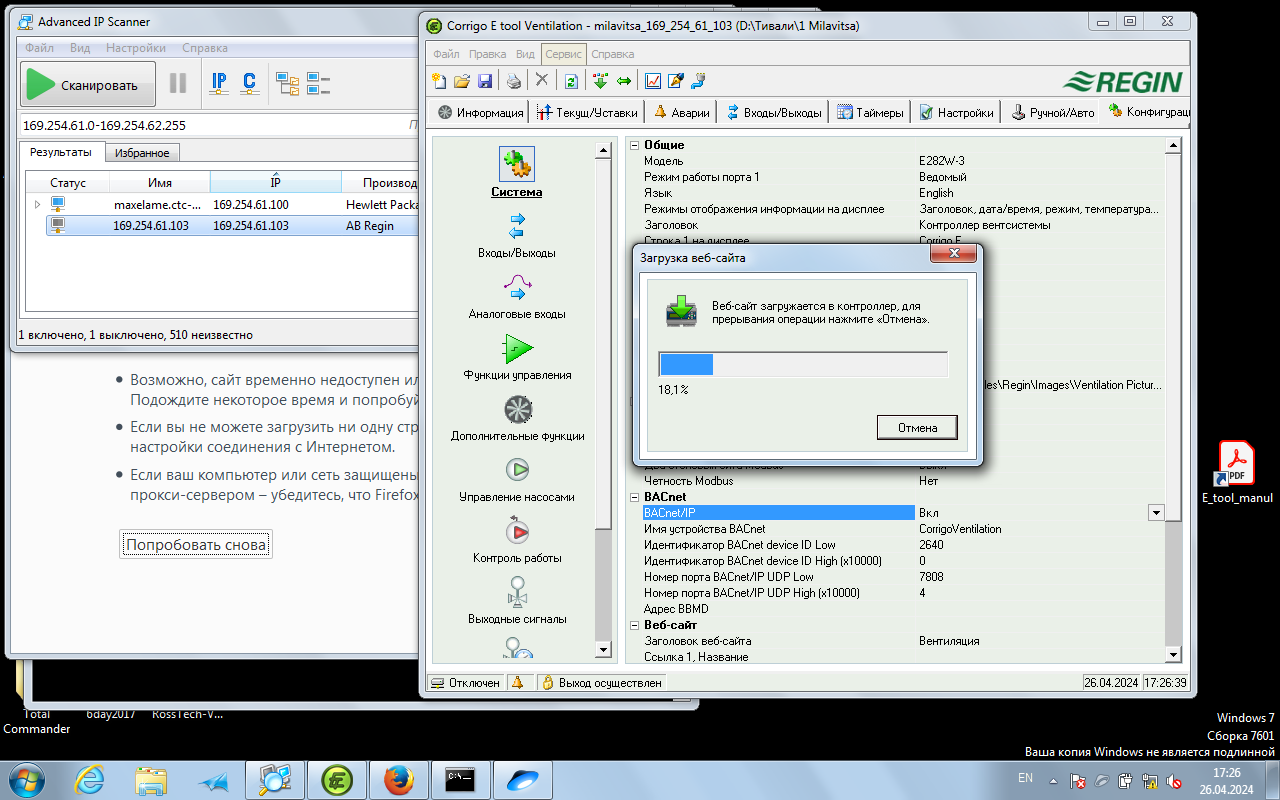 Advanced IP Scanner
Файл Вид Настройки Справка
Сканировать
IP
C
169.254.61.0-169.254.62.255
Результаты
Избранное
Статус Имя IP Производ
maxelame.ctc-... 169.254.61.100 Hewlett Packa
169.254.61.103 169.254.61.103 AB Regin
1 включено, 1 выключено, 510 неизвестно
Возможно, сайт временно недоступен ил
Подождите некоторое время и попробуй
Если вы не можете загрузить ни одну стр
настройки соединения с Интернетом.
Если ваш компьютер или сеть защищены
прокси-сервером – убедитесь, что Firefox
Попробовать снова
Corrigo E tool Ventilation - milavitsa_169_254_61_103 (D:\Тивали\1 Milavitsa)
Файл Правка Вид Сервис Справка
REGIN
Информация Текущ/Уставки Аварии Входы/Выходы Таймеры Настройки Ручной/Авто Конфигурац
Система
Входы/Выходы
Аналоговые входы
Функции управления
Дополнительные функции
Управление насосами
Контроль работы
Выходные сигналы
Общие
Модель E282W-3
Режим работы порта 1 Ведомый
Язык English
Режимы отображения информации на дисплее Заголовок, дата/время, режим, температура...
Заголовок Контроллер вентсистемы
Строка 1 на дисплее Corrigo E
Загрузка веб-сайта
Веб-сайт загружается в контроллер, для
прерывания операции нажмите «Отмена».
18,1%
Отмена
les\Regin\Images\Ventilation Pictur...
Четность Modbus Нет
BACnet
BACnet/IP Вкл
Имя устройства BACnet CorrigoVentilation
Идентификатор BACnet device ID Low 2640
Идентификатор BACnet device ID High (x10000) 0
Номер порта BACnet/IP UDP Low 7808
Номер порта BACnet/IP UDP High (x10000) 4
Адрес BBMD
Веб-сайт
Заголовок веб-сайта Вентиляция
Ссылка 1, Название
Отключен Выход осуществлен 26.04.2024 17:26:39
PDF
E_tool_manul
Total
Commander
6day2017
RossTech-V...
Windows 7
Сборка 7601
Ваша копия Windows не является подлинной
C:\
EN
17:26
26.04.2024